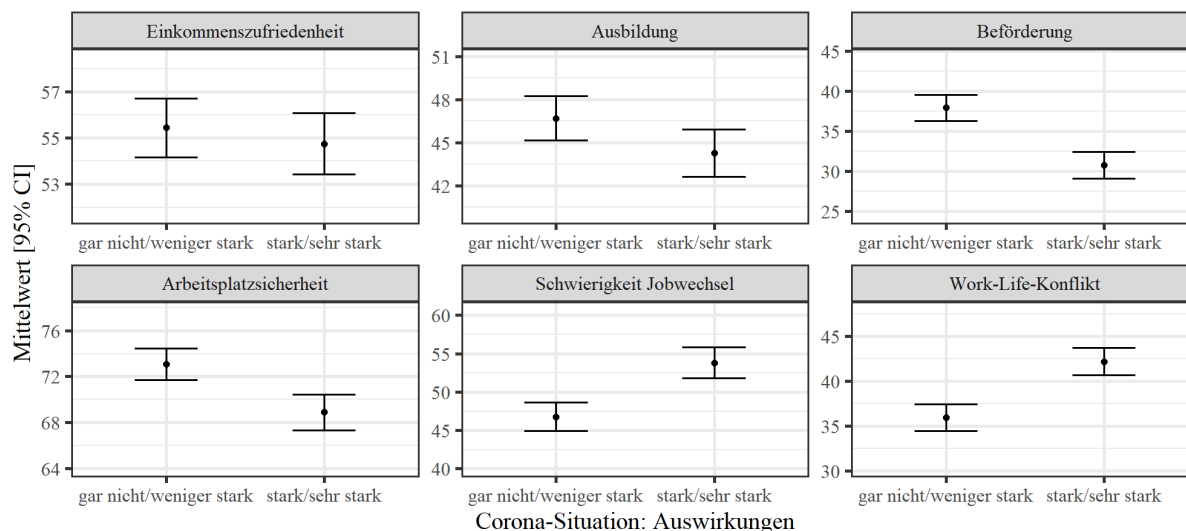 Einkommenszufriedenheit
Ausbildung
Beförderung
57
55
53
51
48
45
42
45
40
35
30
25
gar nicht/weniger stark
stark/sehr stark
gar nicht/weniger stark
stark/sehr stark
gar nicht/weniger stark
stark/sehr stark
Mittelwert [95% CI]
Arbeitsplatzsicherheit
Schwierigkeit Jobwechsel
Work-Life-Konflikt
76
72
68
64
60
55
50
45
40
45
40
35
30
gar nicht/weniger stark
stark/sehr stark
gar nicht/weniger stark
stark/sehr stark
gar nicht/weniger stark
stark/sehr stark
Corona-Situation: Auswirkungen